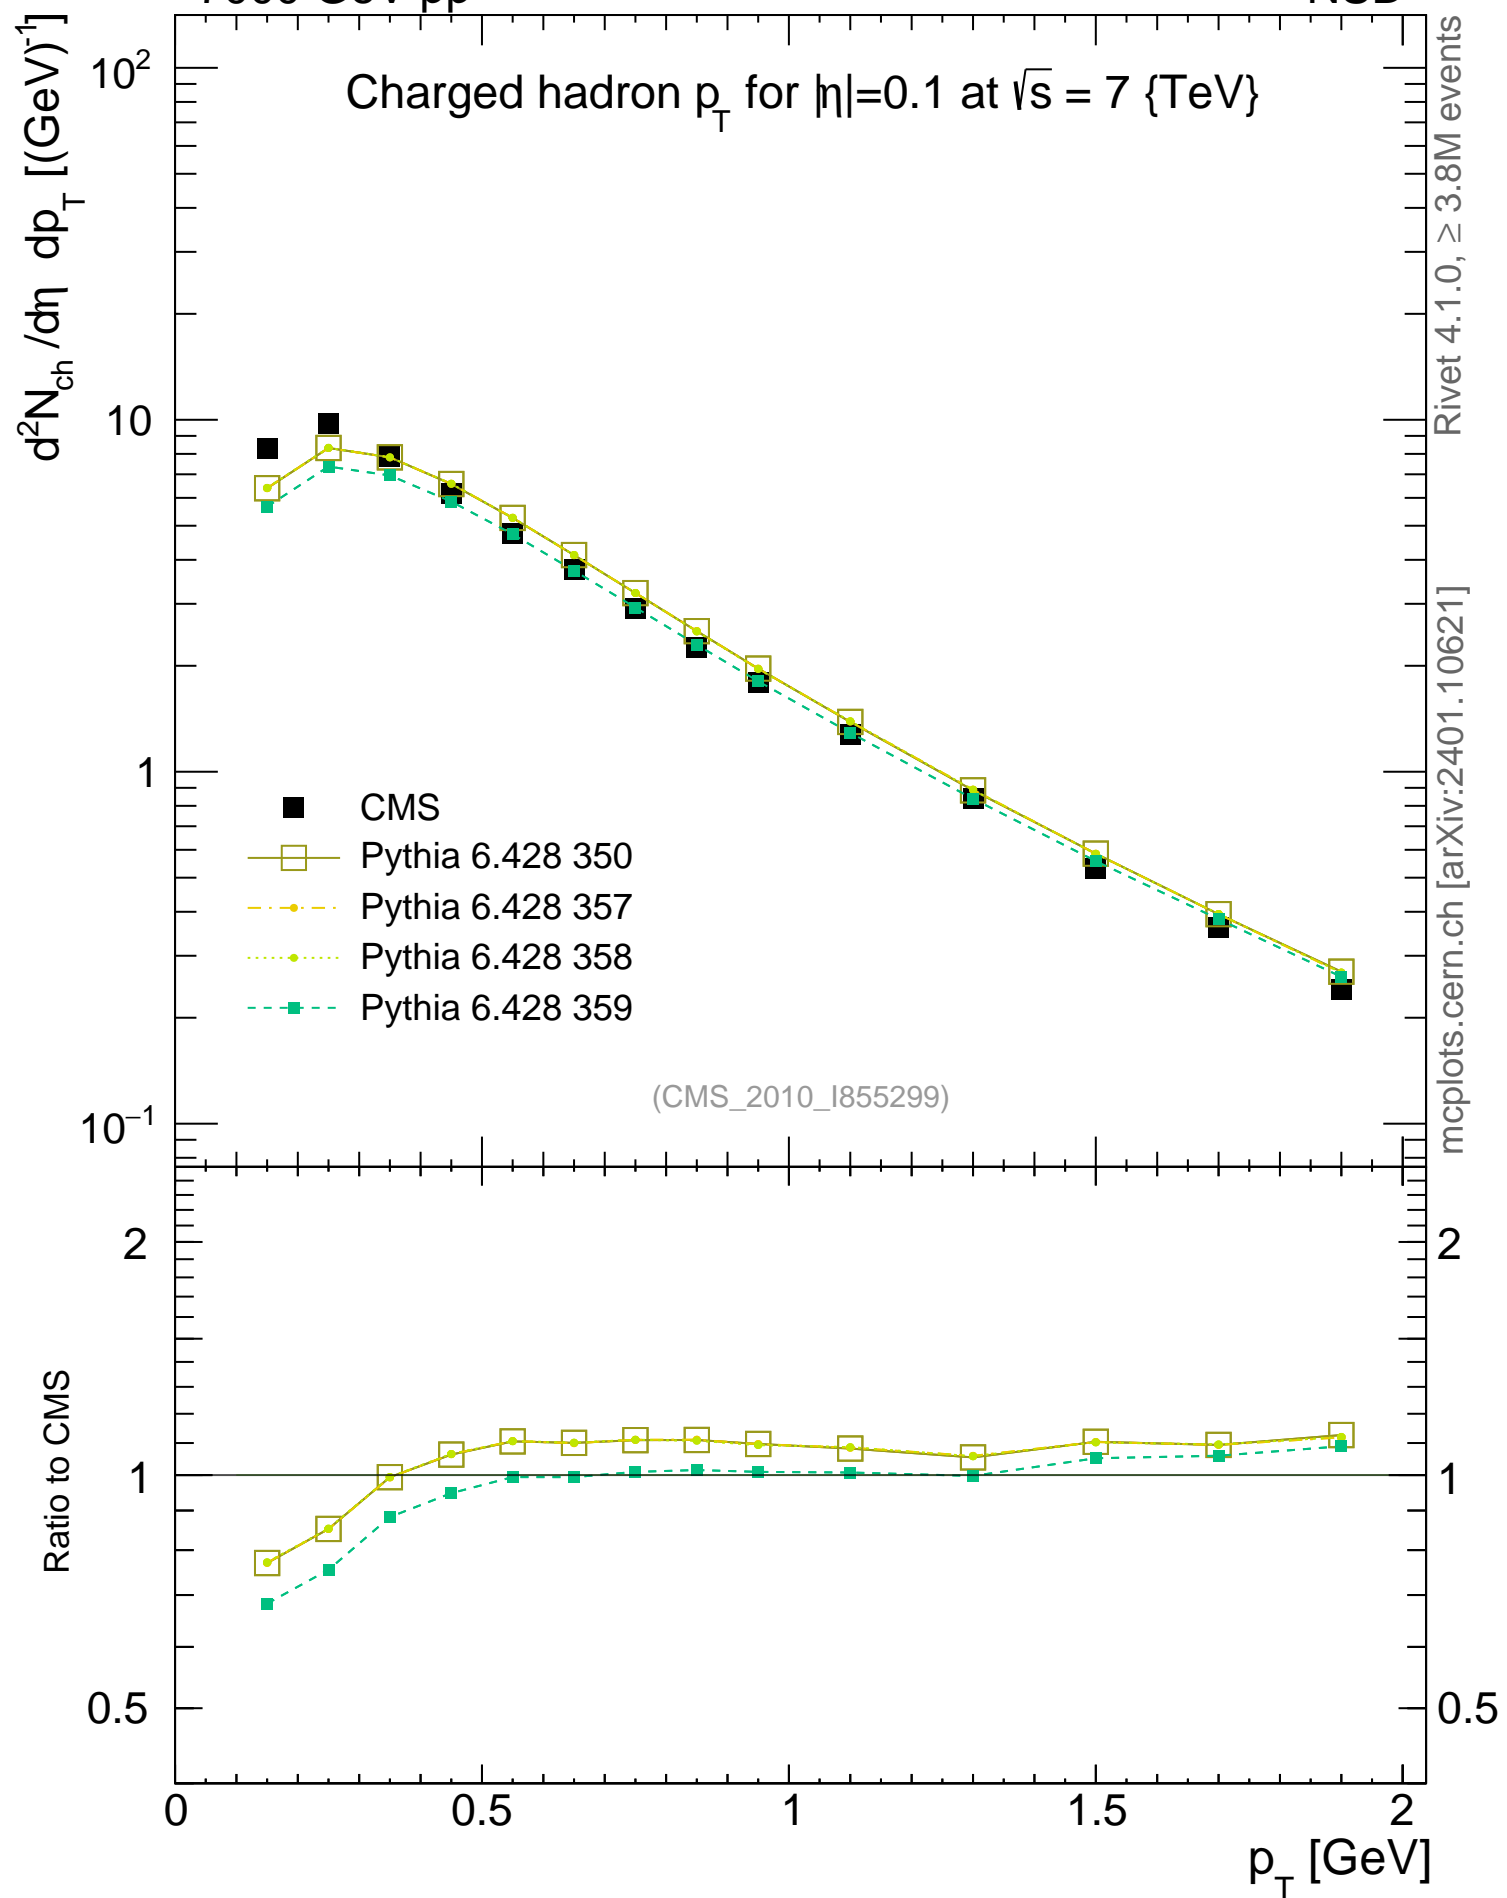 Charged hadron p_T for |η|=0.1 at √s = 7 {TeV}
d²N_ch/dη dp_T [(GeV)⁻¹]
10²
10
1
10⁻¹
CMS
Pythia 6.428 350
Pythia 6.428 357
Pythia 6.428 358
Pythia 6.428 359
(CMS_2010_I855299)
Rivet 4.1.0, ≥ 3.8M events
mcplots.cern.ch [arXiv:2401.10621]
Ratio to CMS
2
1
0.5
2
1
0.5
0 0.5 1 1.5 2
p_T [GeV]